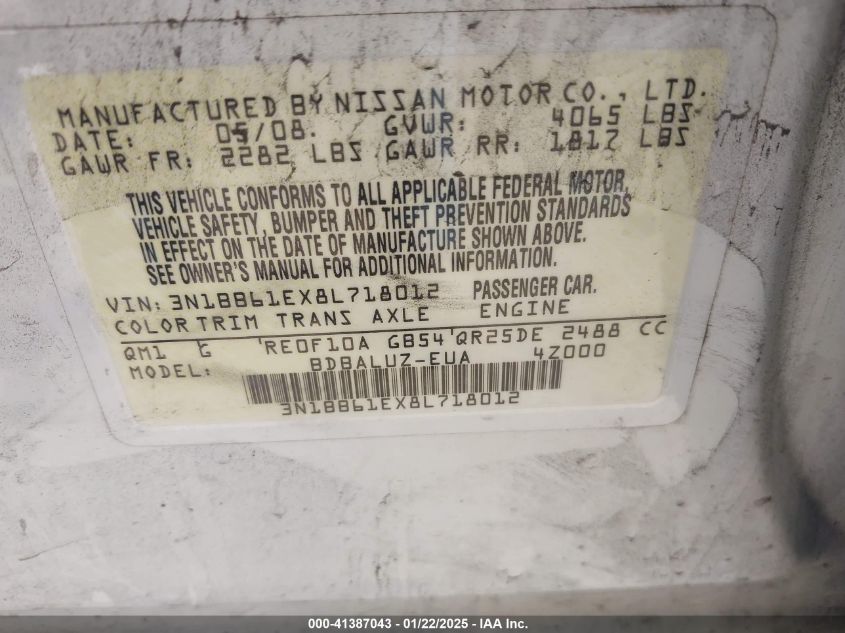 MANUFACTURED BY NISSAN MOTOR CO., LTD.
DATE: 05/08. GVWR: 4065 LBS
GAWR FR: 2282 LBS GAWR RR: 1817 LBS
THIS VEHICLE CONFORMS TO ALL APPLICABLE FEDERAL MOTOR
VEHICLE SAFETY, BUMPER AND THEFT PREVENTION STANDARDS
IN EFFECT ON THE DATE OF MANUFACTURE SHOWN ABOVE.
SEE OWNER'S MANUAL FOR ADDITIONAL INFORMATION.
VIN: 3N1BB61EX8L718012 PASSENGER CAR.
COLOR TRIM TRANS AXLE ENGINE
QM1 G RE0F10A GB54 QR25DE 2488 CC
MODEL: BDBALUZ-EUA 4Z000
3N1BB61EX8L718012
000-41387043 - 01/22/2025 - IAA Inc.